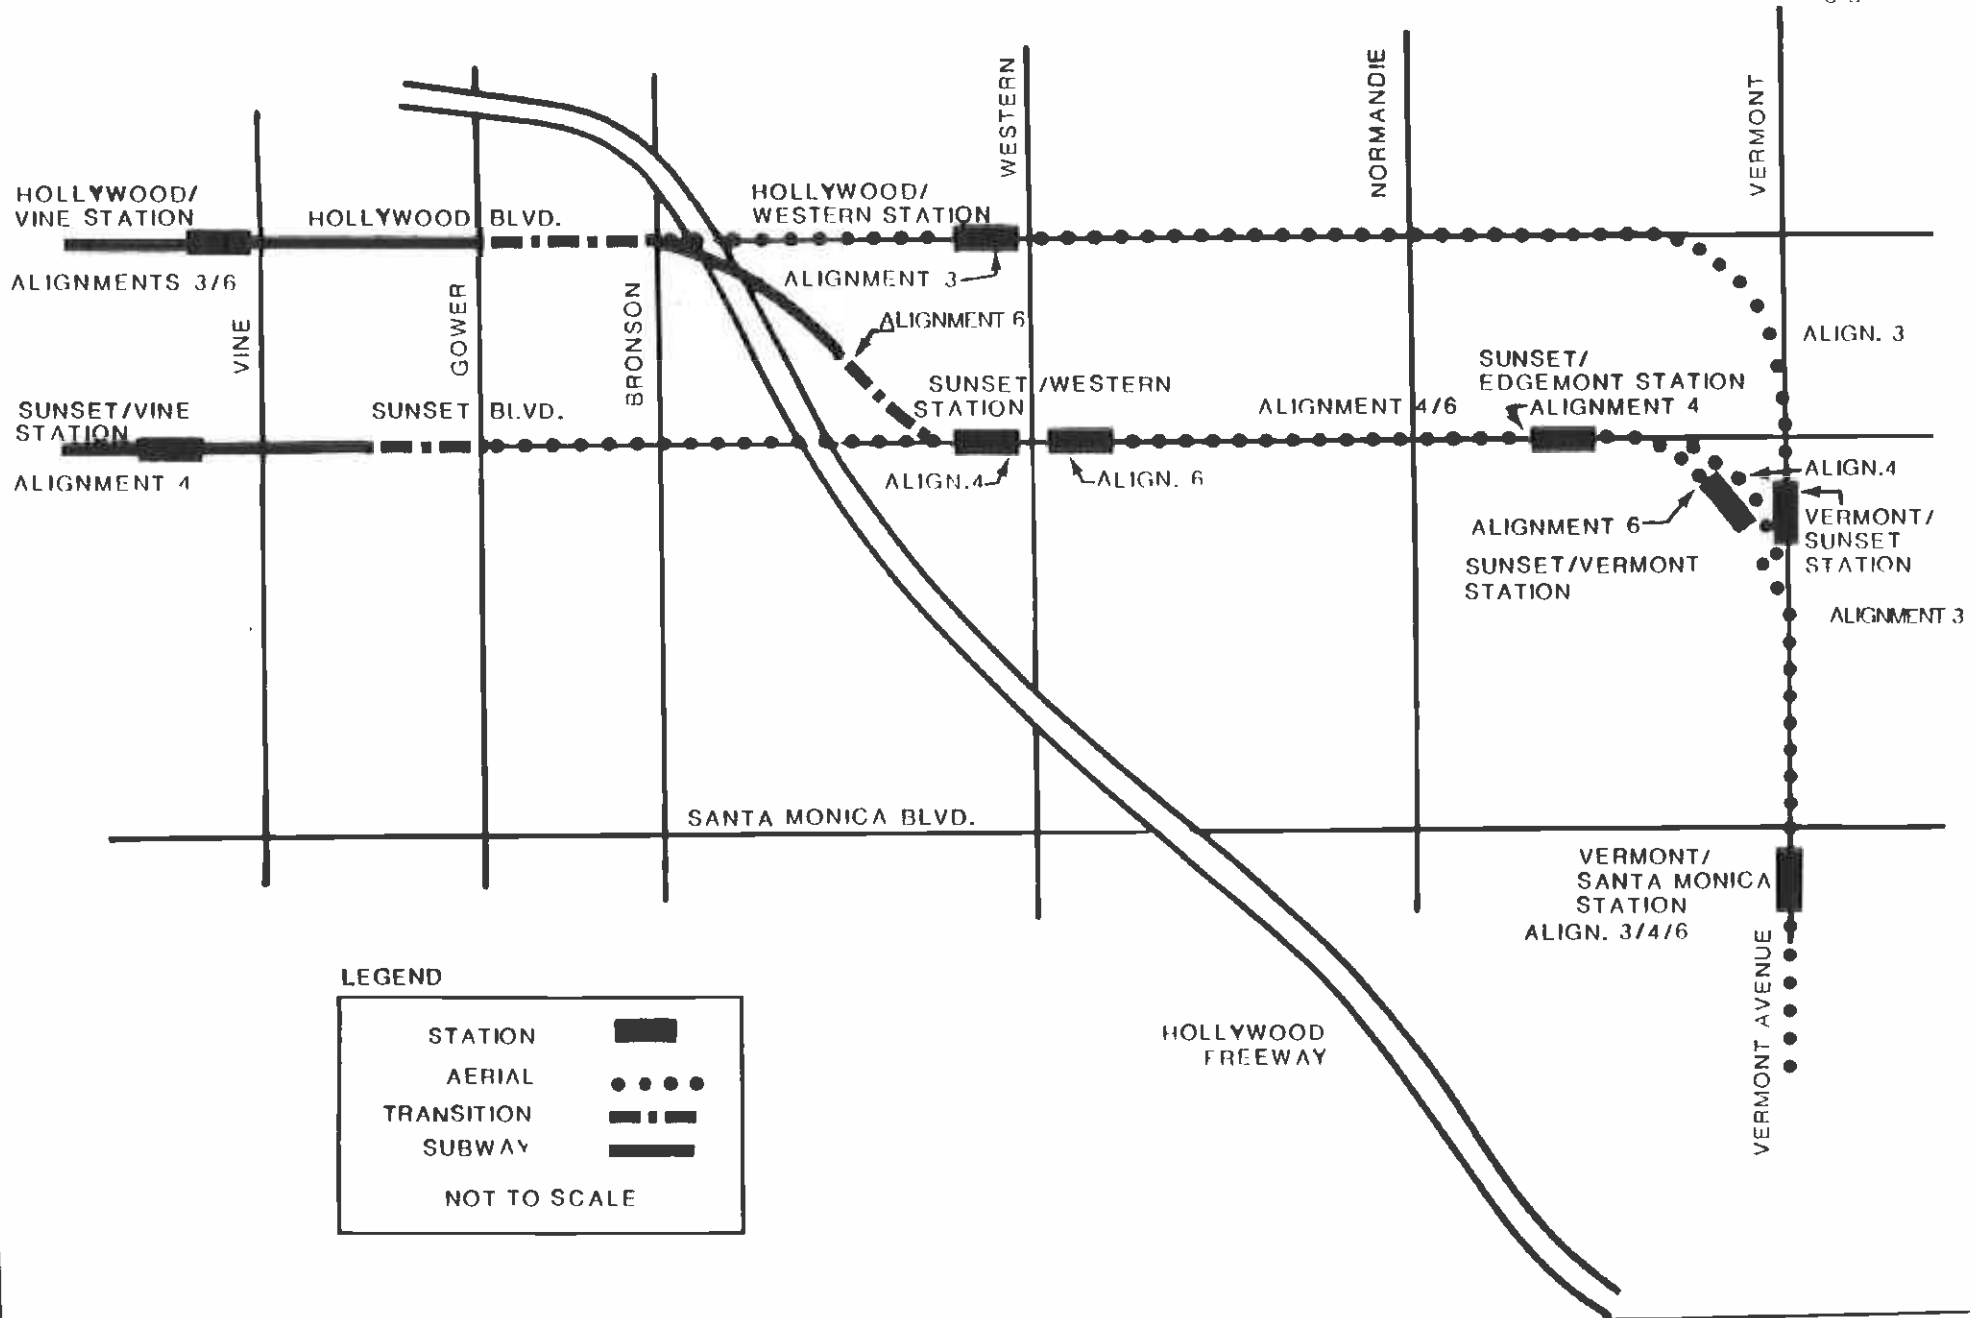 WESTERN
NORMANDIE
VERMONT
HOLLYWOOD/
VINE STATION
HOLLYWOOD BLVD.
HOLLYWOOD/
WESTERN STATION
ALIGNMENTS 3/6
ALIGNMENT 3
VINE
GOWER
BRONSON
ALIGNMENT 6
ALIGN. 3
SUNSET/VINE
STATION
SUNSET BLVD.
SUNSET/WESTERN
STATION
ALIGNMENT 4/6
SUNSET/
EDGEMONT STATION
ALIGNMENT 4
ALIGNMENT 4
ALIGN.4
ALIGN. 6
ALIGN.4
ALIGNMENT 6
SUNSET/VERMONT
STATION
VERMONT/
SUNSET
STATION
ALIGNMENT 3
SANTA MONICA BLVD.
VERMONT/
SANTA MONICA
STATION
ALIGN. 3/4/6
VERMONT AVENUE
HOLLYWOOD
FREEWAY
LEGEND
STATION
AERIAL
TRANSITION
SUBWAY
NOT TO SCALE